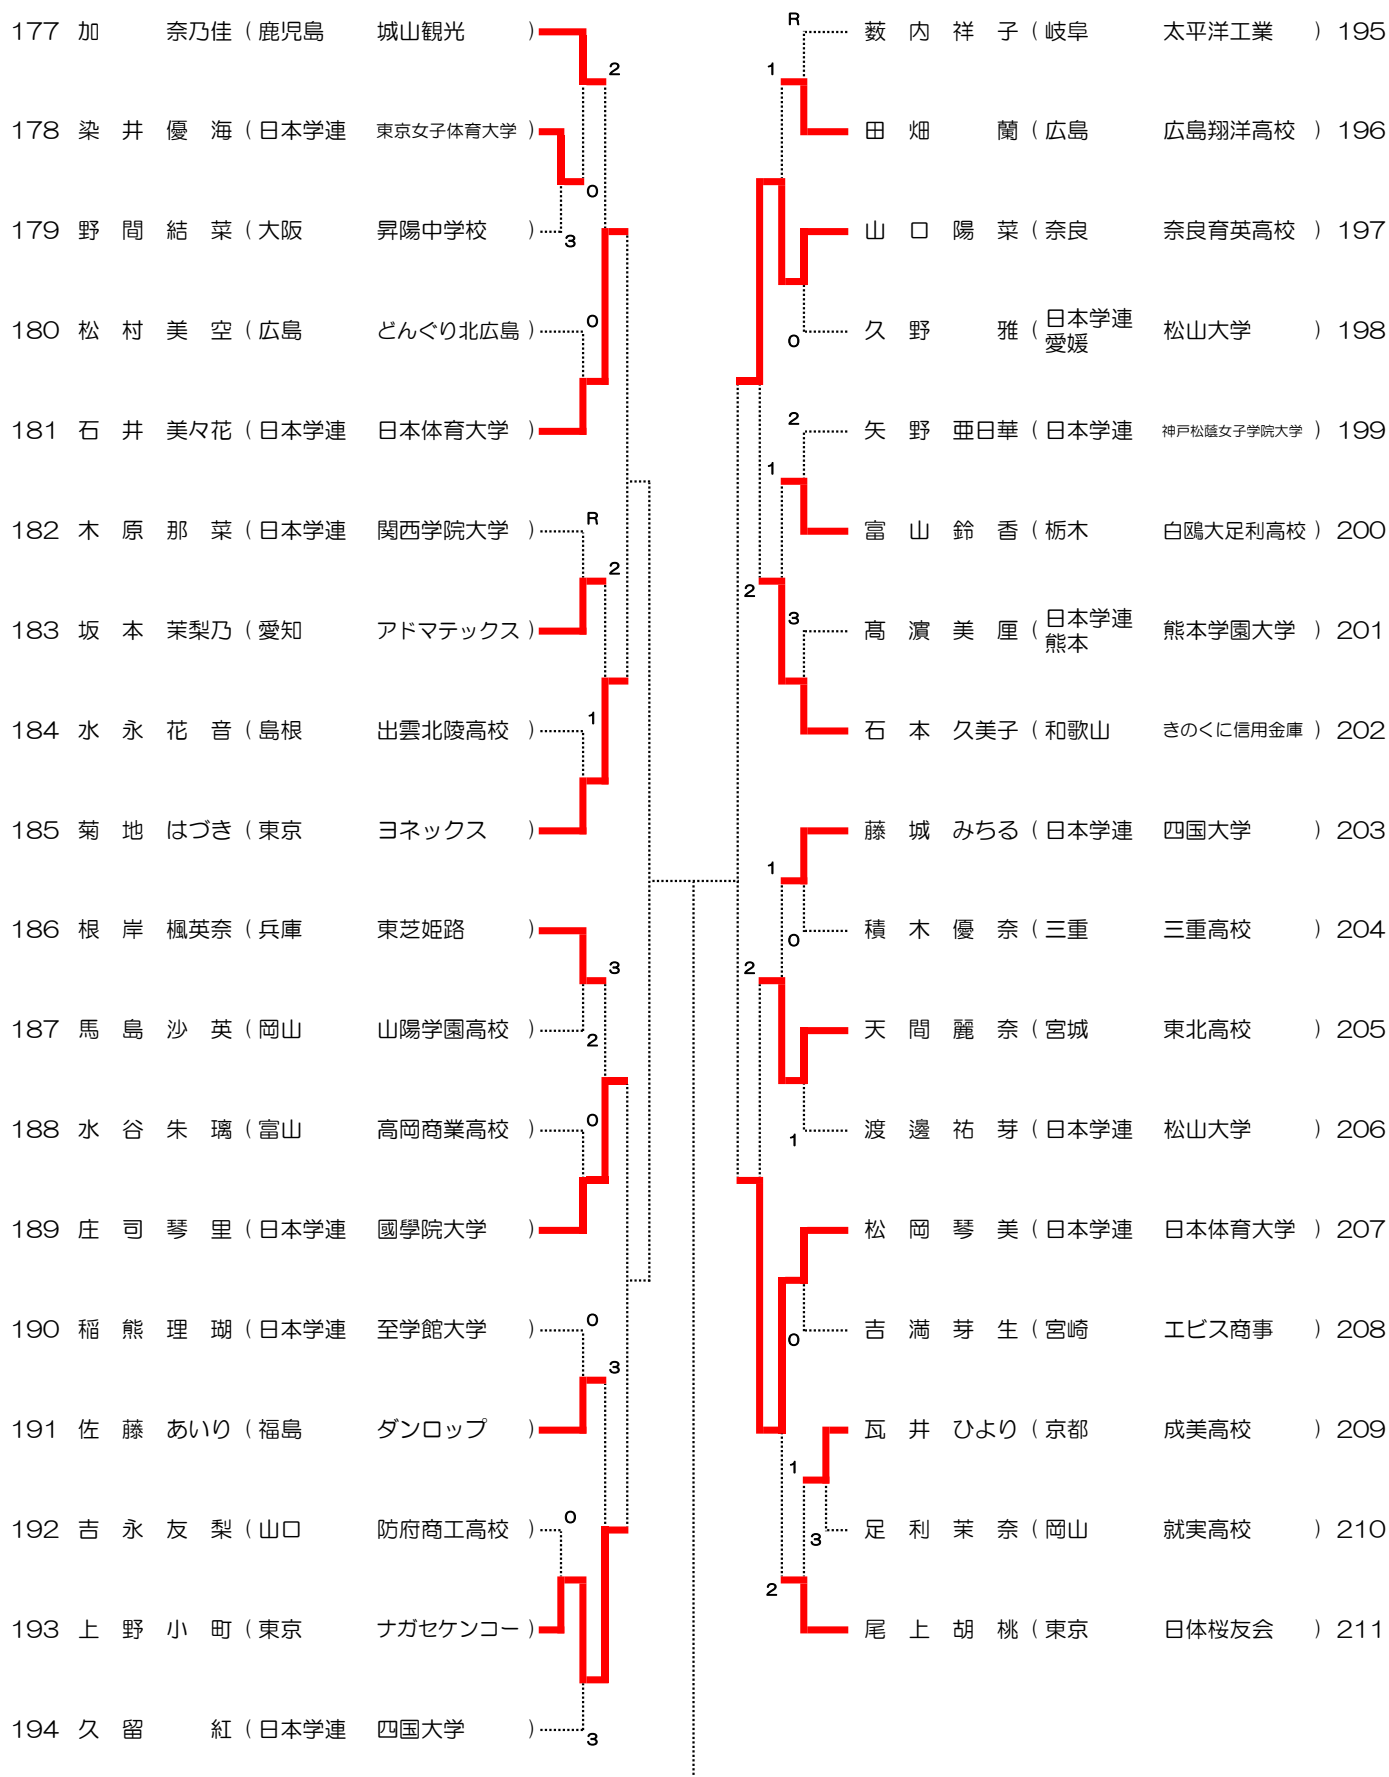 177 加 奈乃佳 ( 鹿児島 城山観光 )
2
178 染井優海 ( 日本学連 東京女子体育大学 )
0
179 野間結菜 ( 大阪 昇陽中学校 )
3
180 松村美空 ( 広島 どんぐり北広島 )
0
181 石井美々花 ( 日本学連 日本体育大学 )
182 木原那菜 ( 日本学連 関西学院大学 )
R
2
183 坂本茉梨乃 ( 愛知 アドマテックス )
1
184 水永花音 ( 島根 出雲北陵高校 )
185 菊地はづき ( 東京 ヨネックス )
186 根岸楓英奈 ( 兵庫 東芝姫路 )
3
187 馬島沙英 ( 岡山 山陽学園高校 )
2
188 水谷朱璃 ( 富山 高岡商業高校 )
0
189 庄司琴里 ( 日本学連 國學院大学 )
190 稲熊理瑚 ( 日本学連 至学館大学 )
0
3
191 佐藤あいり ( 福島 ダンロップ )
192 吉永友梨 ( 山口 防府商工高校 )
0
193 上野小町 ( 東京 ナガセケンコー )
194 久留紅 ( 日本学連 四国大学 )
3
R
薮内祥子 ( 岐阜 太平洋工業 ) 195
1
田畑蘭 ( 広島 広島翔洋高校 ) 196
山口陽菜 ( 奈良 奈良育英高校 ) 197
久野雅 ( 日本学連 愛媛 松山大学 ) 198
0
2
矢野亜日華 ( 日本学連 神戸松蔭女子学院大学 ) 199
1
富山鈴香 ( 栃木 白鴎大足利高校 ) 200
2
3
髙濵美厘 ( 日本学連 熊本 熊本学園大学 ) 201
石本久美子 ( 和歌山 きのくに信用金庫 ) 202
藤城みちる ( 日本学連 四国大学 ) 203
1
積木優奈 ( 三重 三重高校 ) 204
0
2
天間麗奈 ( 宮城 東北高校 ) 205
渡邊祐芽 ( 日本学連 松山大学 ) 206
1
松岡琴美 ( 日本学連 日本体育大学 ) 207
吉満芽生 ( 宮崎 エビス商事 ) 208
0
瓦井ひより ( 京都 成美高校 ) 209
1
足利茉奈 ( 岡山 就実高校 ) 210
3
2
尾上胡桃 ( 東京 日体桜友会 ) 211